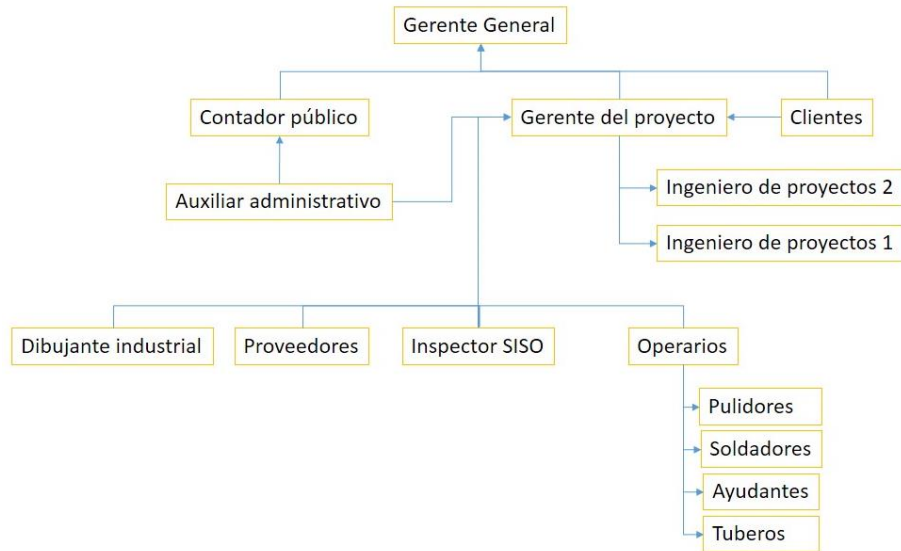 Gerente General
Contador público
Gerente del proyecto
Clientes
Auxiliar administrativo
Ingeniero de proyectos 2
Ingeniero de proyectos 1
Dibujante industrial
Proveedores
Inspector SISO
Operarios
Pulidores
Soldadores
Ayudantes
Tuberos